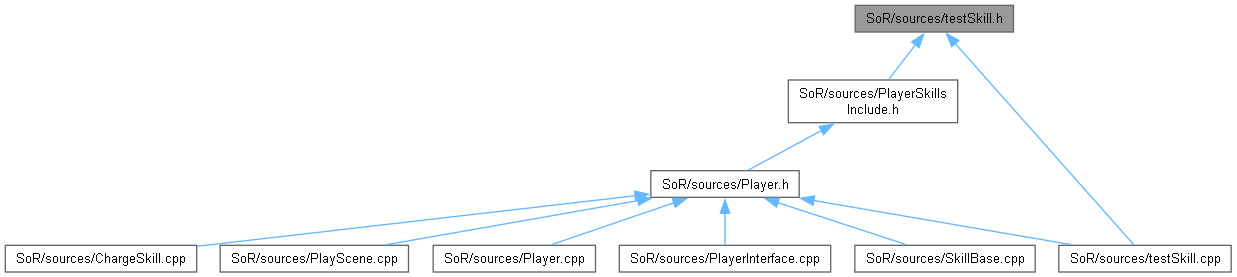 SoR/sources/testSkill.h
SoR/sources/PlayerSkills
Include.h
SoR/sources/Player.h
SoR/sources/ChargeSkill.cpp
SoR/sources/PlayScene.cpp
SoR/sources/Player.cpp
SoR/sources/PlayerInterface.cpp
SoR/sources/SkillBase.cpp
SoR/sources/testSkill.cpp